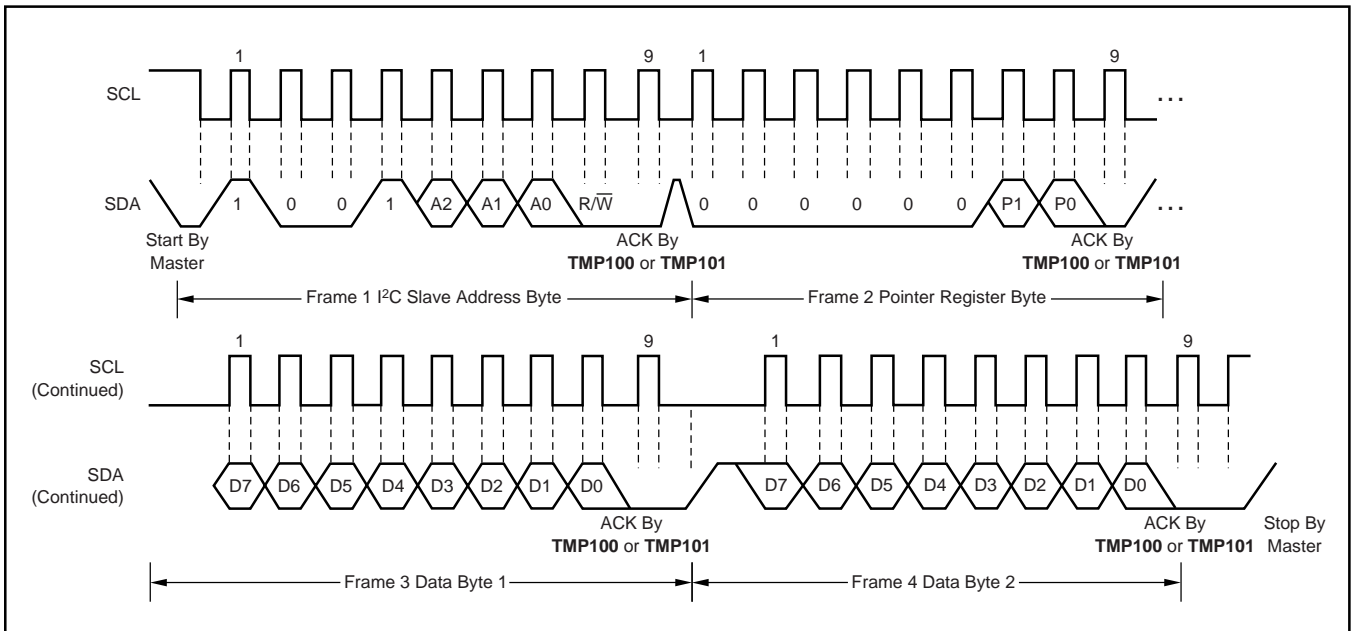 1 9 1 9
SCL ...
SDA 1 0 0 1 A2 A1 A0 R/W̅ 0 0 0 0 0 0 P1 P0 ...
Start By
Master
ACK By
TMP100 or TMP101
ACK By
TMP100 or TMP101
Frame 1 I²C Slave Address Byte
Frame 2 Pointer Register Byte
1 9 1 9
SCL
(Continued)
SDA
(Continued)
D7 D6 D5 D4 D3 D2 D1 D0 D7 D6 D5 D4 D3 D2 D1 D0
ACK By
TMP100 or TMP101
ACK By
TMP100 or TMP101
Stop By
Master
Frame 3 Data Byte 1
Frame 4 Data Byte 2